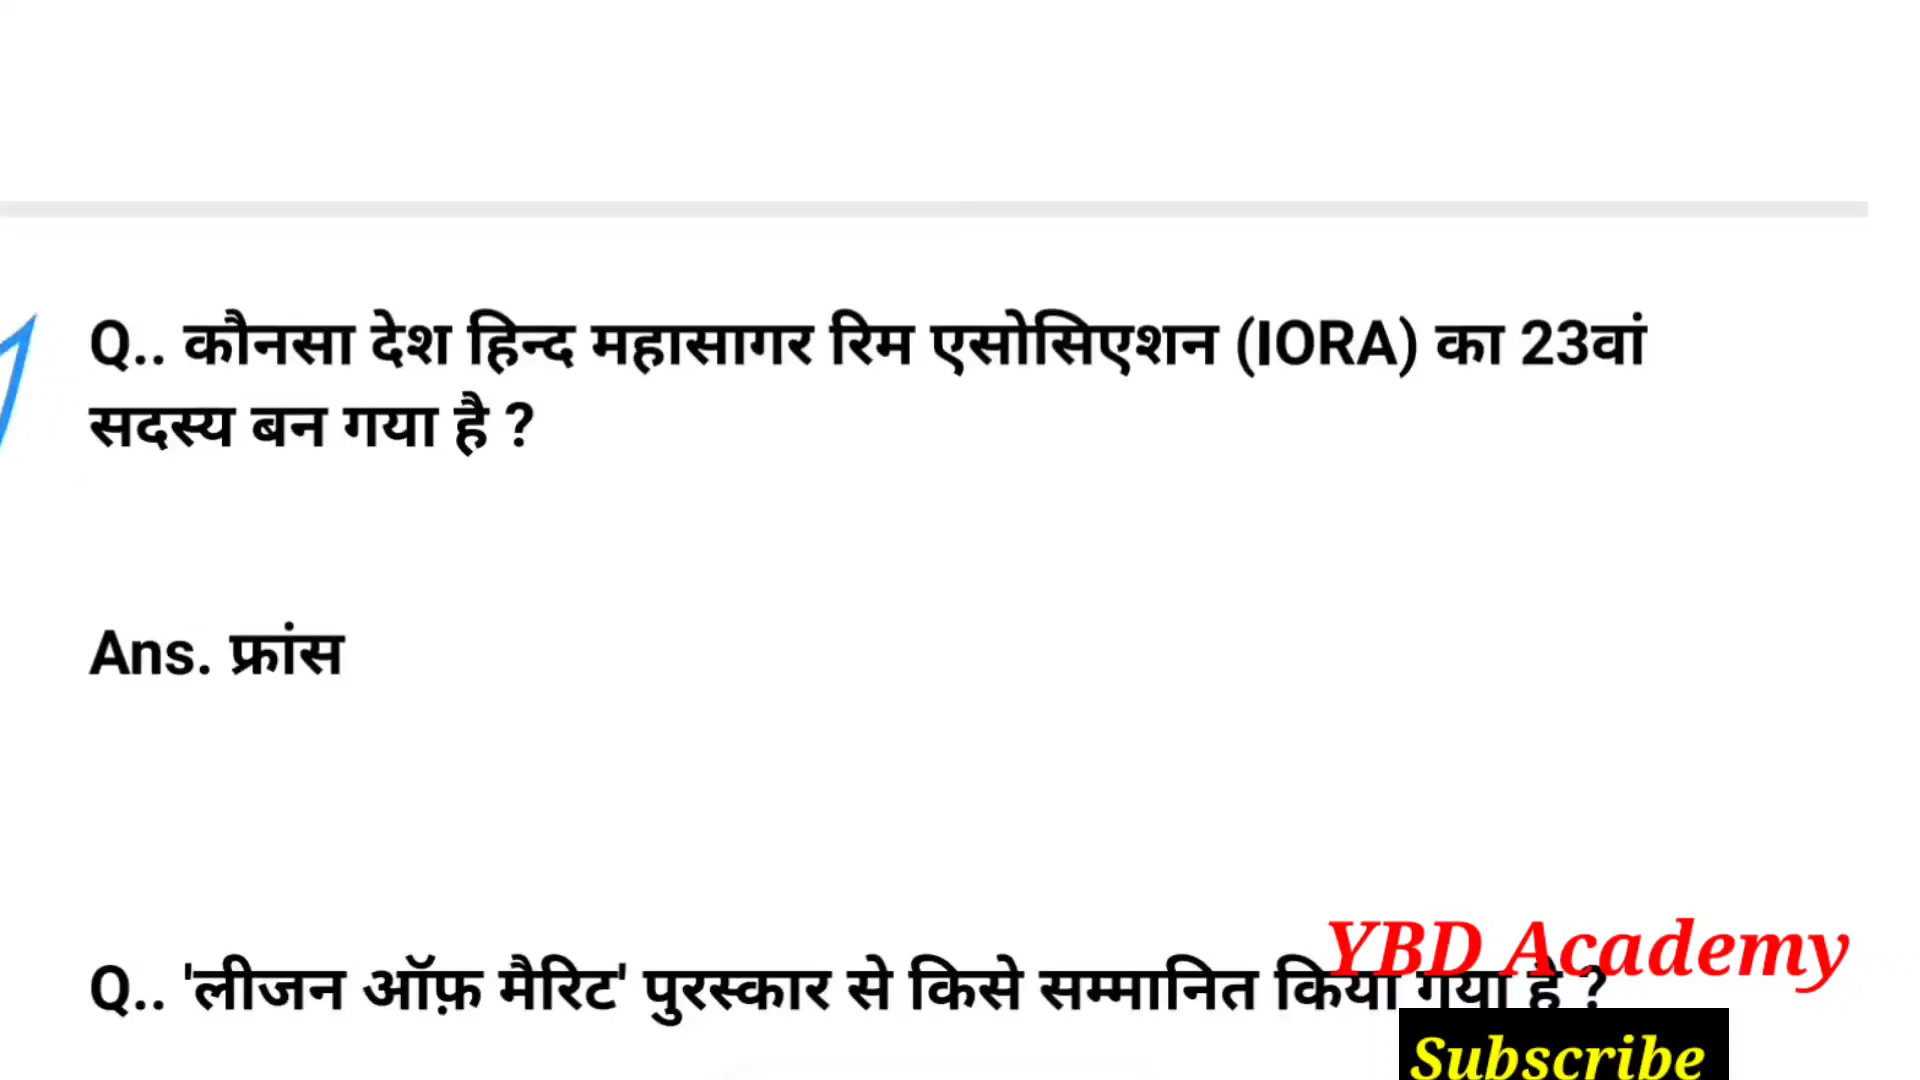 Q.. कौनसा देश हिन्द महासागर रिम एसोसिएशन (IORA) का 23वां
सदस्य बन गया है ?
Ans. फ्रांस
YBD Academy
Q.. 'लीजन ऑफ़ मैरिट' पुरस्कार से किसे सम्मानित किया गया है ?
Subscribe